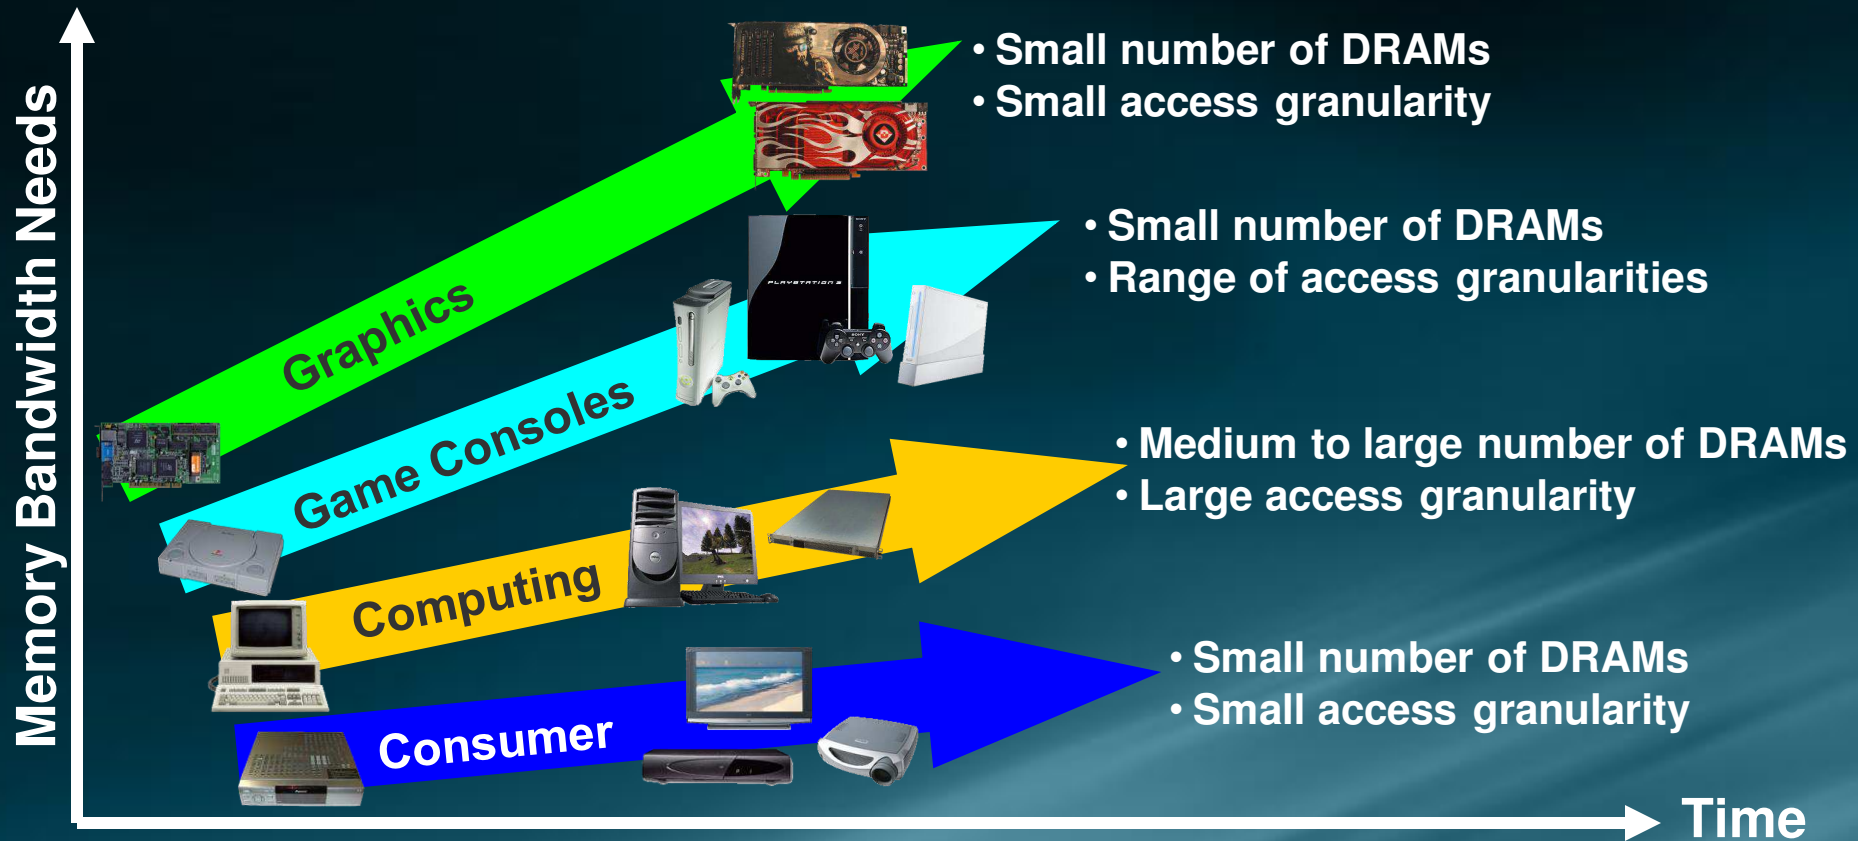 Memory Bandwidth Needs
• Small number of DRAMs
• Small access granularity
Graphics
PLAYSTATION 3
• Small number of DRAMs
• Range of access granularities
Game Consoles
• Medium to large number of DRAMs
• Large access granularity
Computing
• Small number of DRAMs
• Small access granularity
Consumer
Time